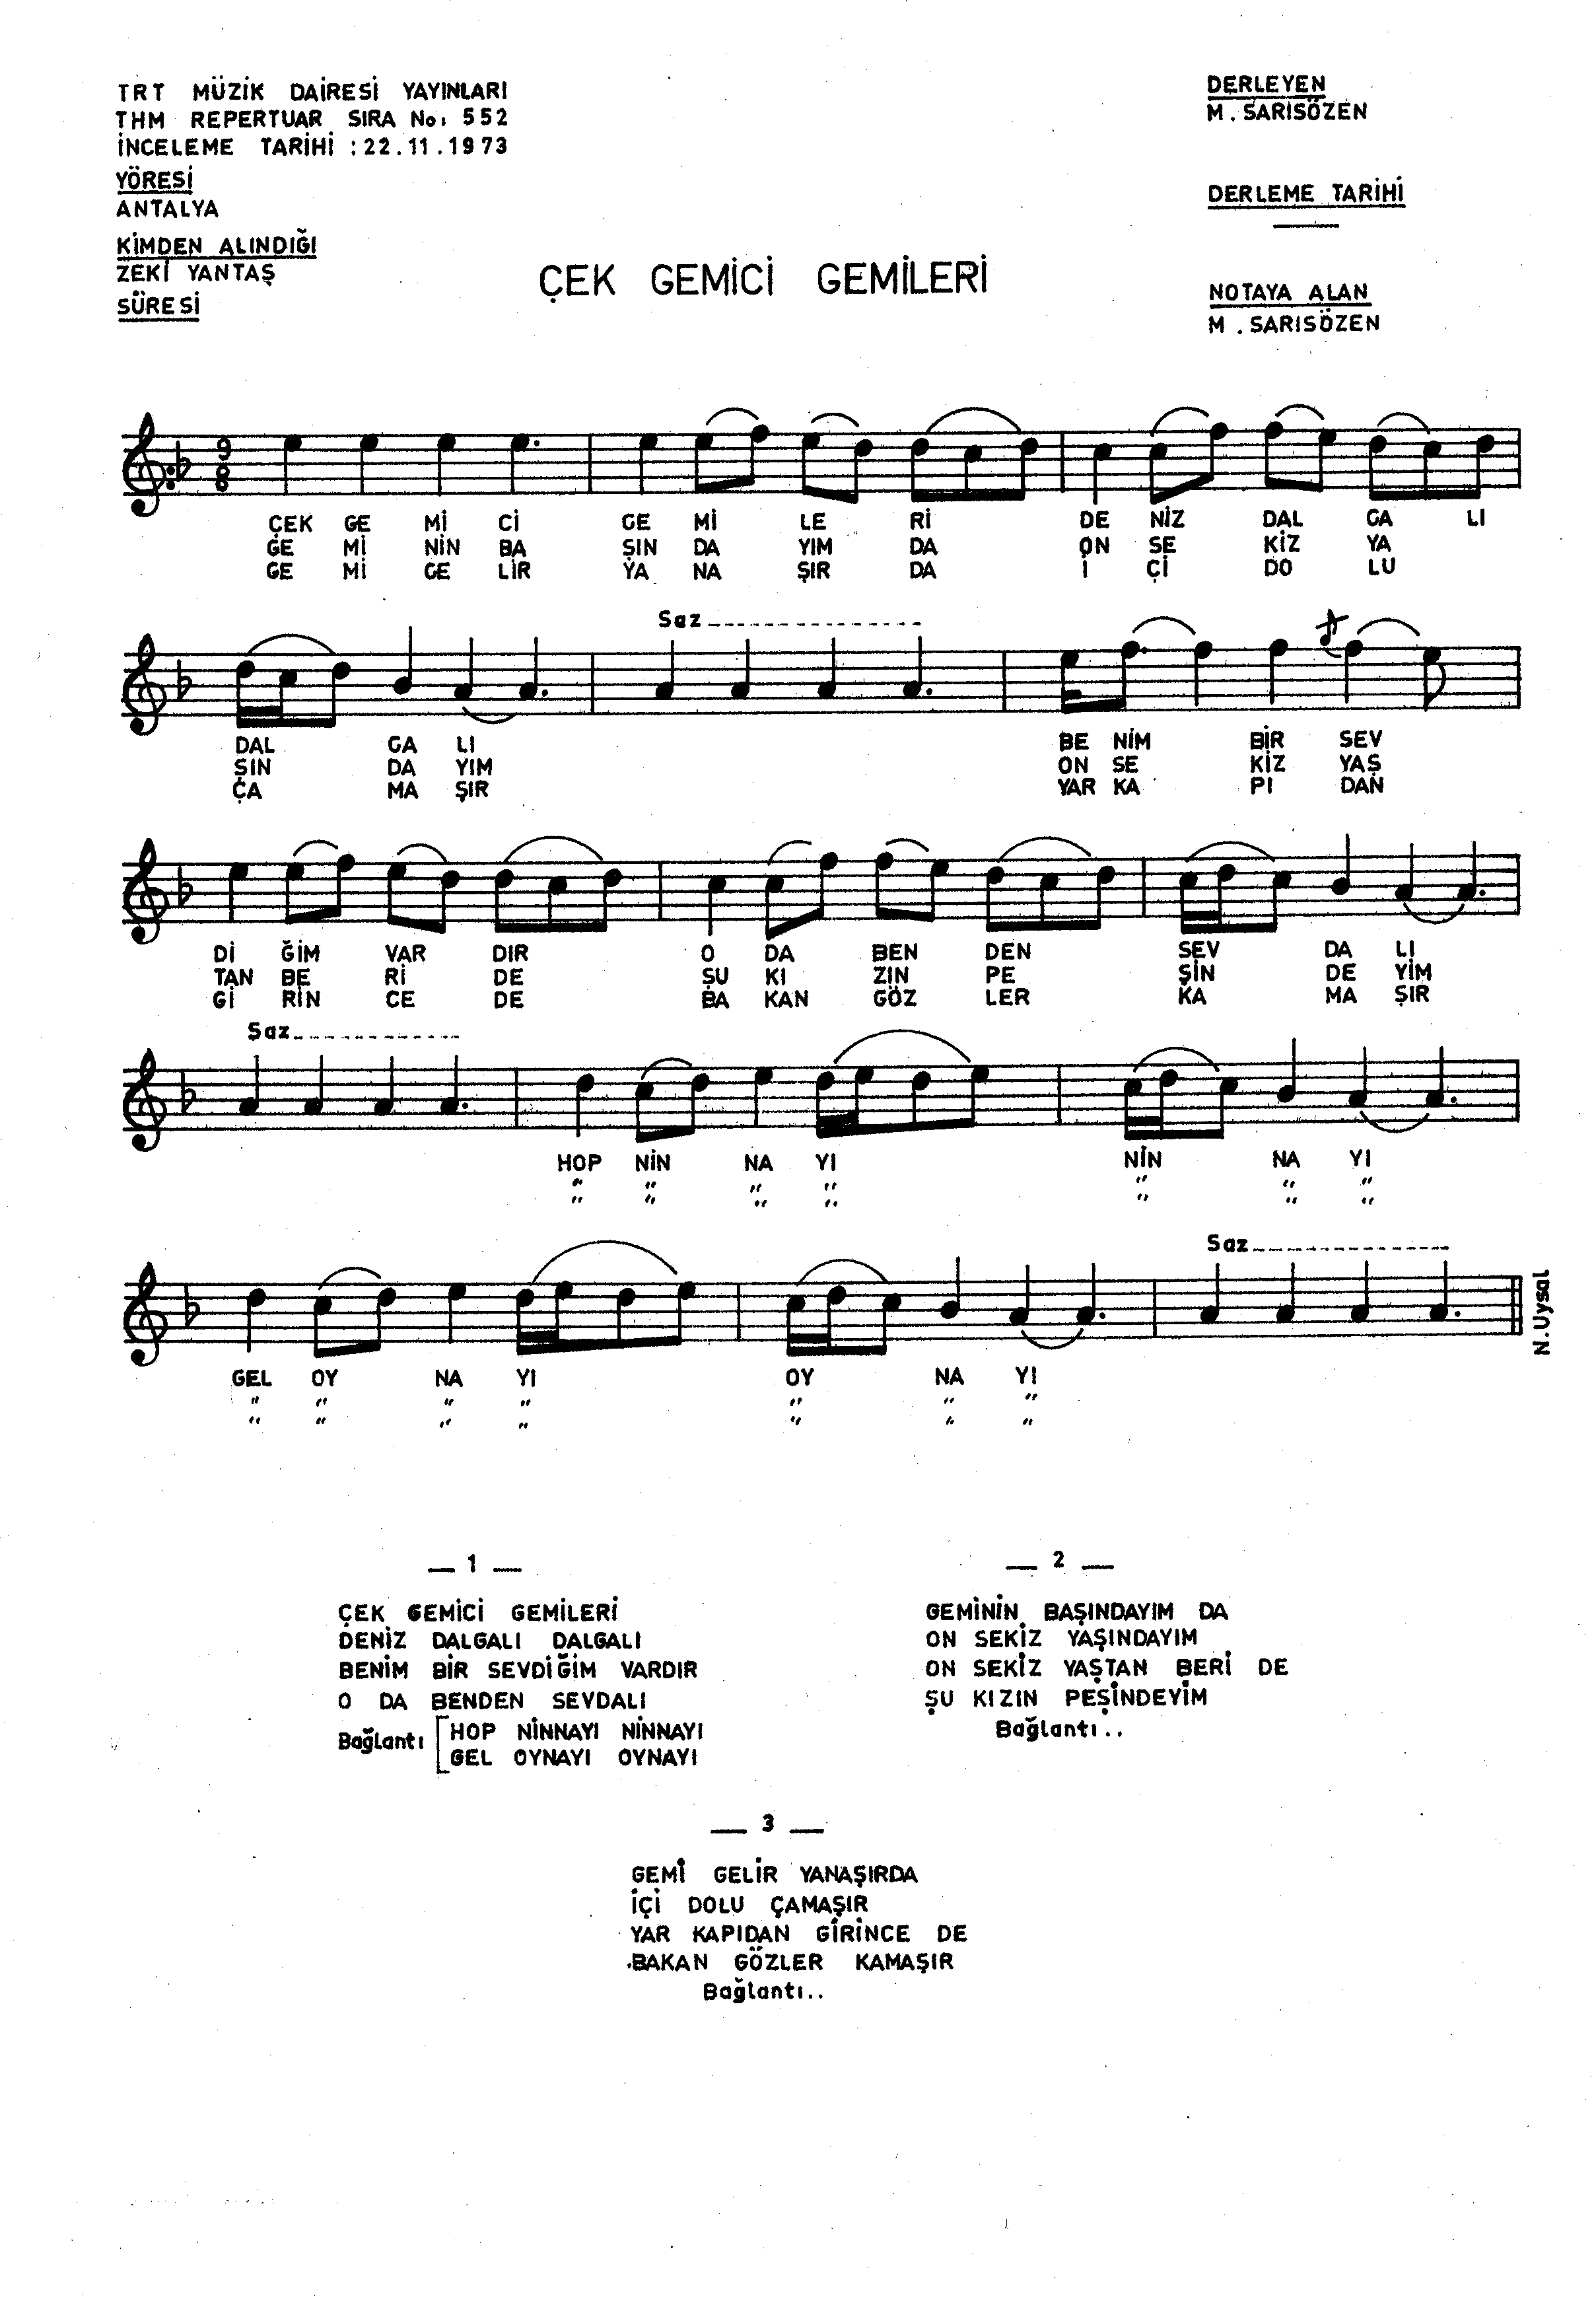 TRT MÜZİK DAİRESİ YAYINLARI
THM REPERTUAR SIRA No: 552
İNCELEME TARİHİ : 22.11.1973
YÖRESİ
ANTALYA
KİMDEN ALINDIĞI
ZEKİ YANTAŞ
SÜRESİ
DERLEYEN
M. SARISÖZEN
DERLEME TARİHİ
NOTAYA ALAN
M. SARISÖZEN
ÇEK GEMİCİ GEMİLERİ
9
8
ÇEK GE Mİ Cİ GE Mİ LE Rİ DE NİZ DAL GA LI
GE Mİ NİN BA ŞIN DA YIM DA ON SE KİZ YA
GE Mİ GE LİR YA NA ŞIR DA İ Çİ DO LU
Saz
DAL GA LI BE NİM BİR SEV
ŞIN DA YIM ON SE KİZ YAŞ
ÇA MA ŞIR YAR KA PI DAN
Dİ ĞİM VAR DIR O DA BEN DEN SEV DA LI
TAN BE Rİ DE ŞU KI ZIN PE ŞİN DE YİM
Gİ RİN CE DE BA KAN GÖZ LER KA MA ŞIR
Saz
HOP NİN NA YI NİN NA YI
" " " " " " "
" " " " " " "
Saz
GEL OY NA YI OY NA YI
" " " " " " "
" " " " " " "
N.Uysal
— 1 —
ÇEK GEMİCİ GEMİLERİ
DENİZ DALGALI DALGALI
BENİM BİR SEVDİĞİM VARDIR
O DA BENDEN SEVDALI
Bağlantı [HOP NİNNAYI NİNNAYI
GEL OYNAYI OYNAYI
— 2 —
GEMİNİN BAŞINDAYIM DA
ON SEKİZ YAŞINDAYIM
ON SEKİZ YAŞTAN BERİ DE
ŞU KIZIN PEŞİNDEYİM
Bağlantı..
— 3 —
GEMİ GELİR YANAŞIRDA
İÇİ DOLU ÇAMAŞIR
YAR KAPIDAN GİRİNCE DE
BAKAN GÖZLER KAMAŞIR
Bağlantı..